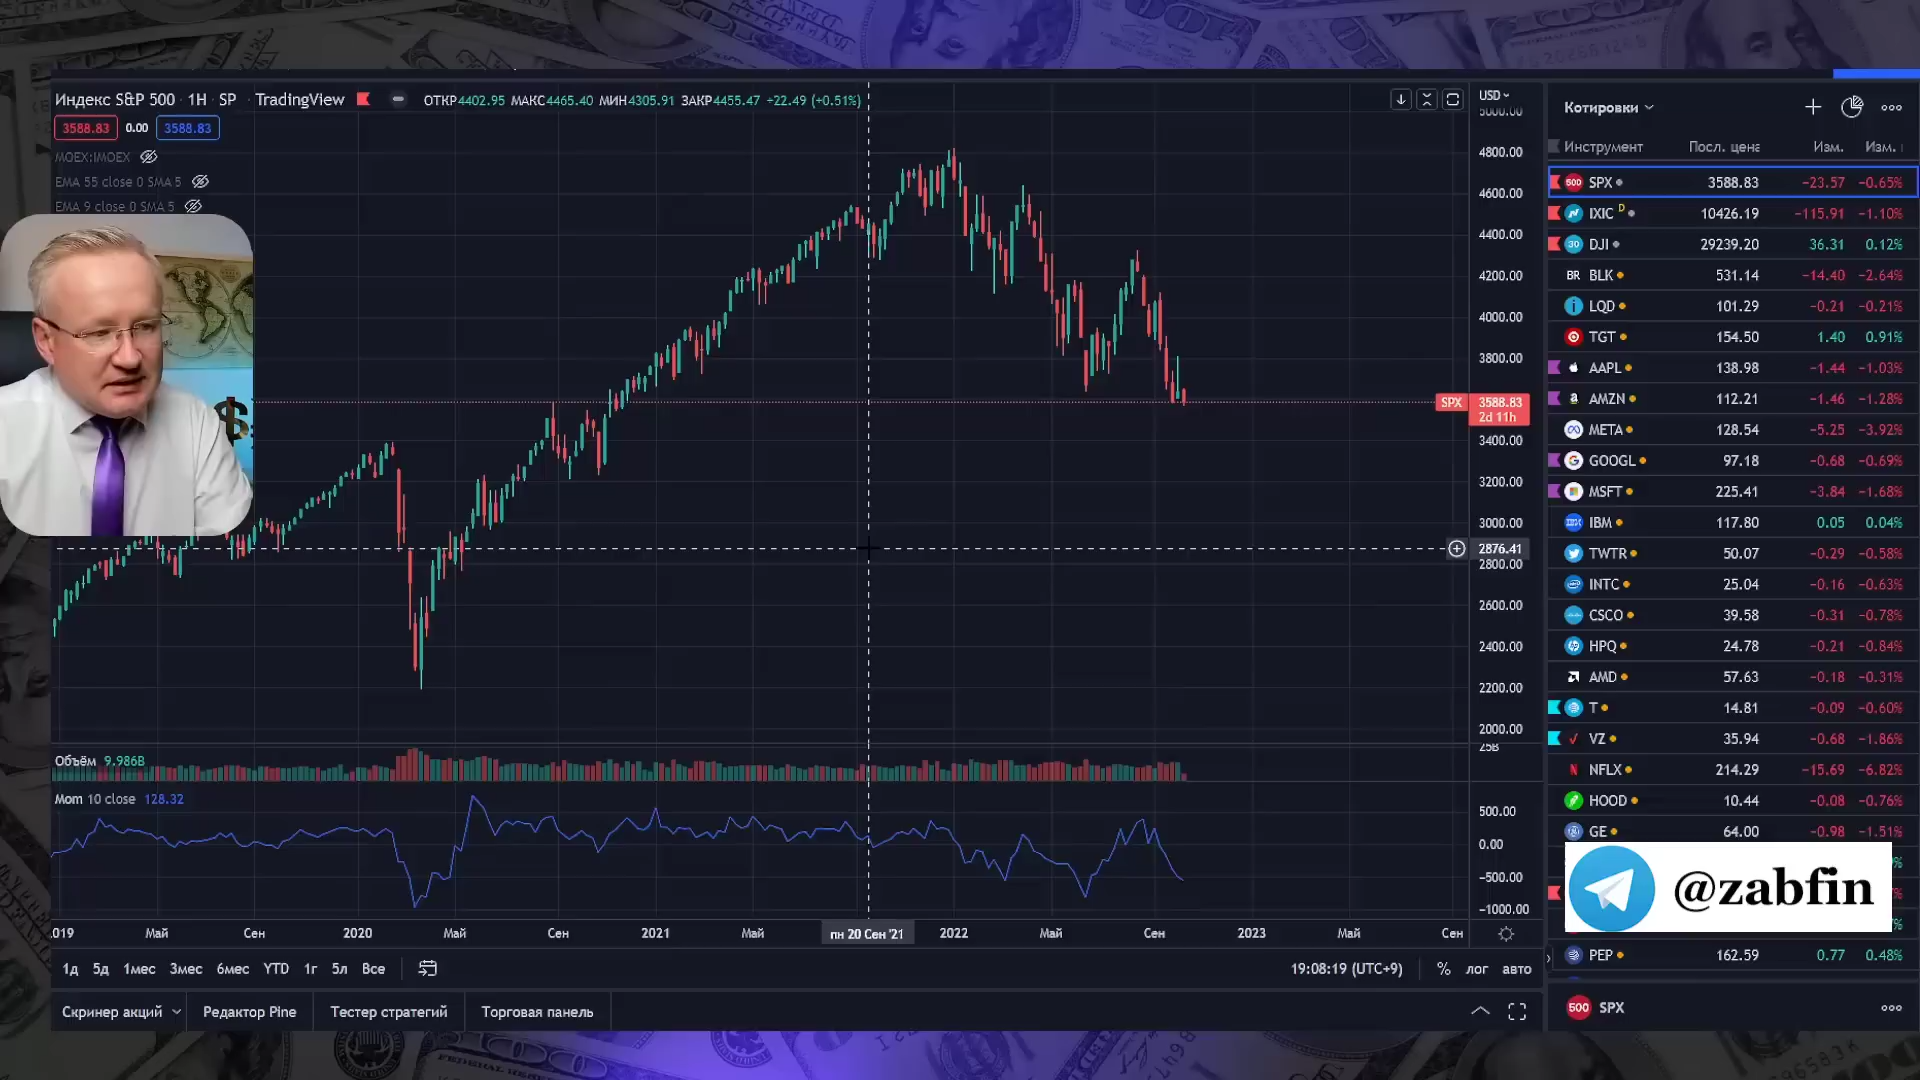 Индекс S&P 500 · 1Н · SP · TradingView
ОТКР4402.95 МАКС4465.40 МИН4305.91 ЗАКР4455.47 +22.49 (+0.51%)
3588.83 0.00 3588.83
MOEX:IMOEX
EMA 55 close 0 SMA 5
EMA 9 close 0 SMA 5
USD
5000.00
4800.00
4600.00
4400.00
4200.00
4000.00
3800.00
SPX 3588.83
2d 11h
3400.00
3200.00
3000.00
2876.41
2800.00
2600.00
2400.00
2200.00
2000.00
25B
Объём 9.986B
Mom 10 close 128.32
500.00
0.00
−500.00
−1000.00
2019 Май Сен 2020 Май Сен 2021 Май пн 20 Сен '21 2022 Май Сен 2023 Май Сен
1д 5д 1мес 3мес 6мес YTD 1г 5л Все
19:08:19 (UTC+9) % лог авто
Скринер акций Редактор Pine Тестер стратегий Торговая панель
Котировки
Инструмент Посл. цена Изм. Изм.
500 SPX 3588.83 −23.57 −0.65%
IXIC D 10426.19 −115.91 −1.10%
30 DJI 29239.20 36.31 0.12%
BR BLK 531.14 −14.40 −2.64%
LQD 101.29 −0.21 −0.21%
TGT 154.50 1.40 0.91%
AAPL 138.98 −1.44 −1.03%
AMZN 112.21 −1.46 −1.28%
META 128.54 −5.25 −3.92%
GOOGL 97.18 −0.68 −0.69%
MSFT 225.41 −3.84 −1.68%
IBM 117.80 0.05 0.04%
TWTR 50.07 −0.29 −0.58%
INTC 25.04 −0.16 −0.63%
CSCO 39.58 −0.31 −0.78%
HPQ 24.78 −0.21 −0.84%
AMD 57.63 −0.18 −0.31%
T 14.81 −0.09 −0.60%
VZ 35.94 −0.68 −1.86%
NFLX 214.29 −15.69 −6.82%
HOOD 10.44 −0.08 −0.76%
GE 64.00 −0.98 −1.51%
@zabfin
PEP 162.59 0.77 0.48%
500 SPX